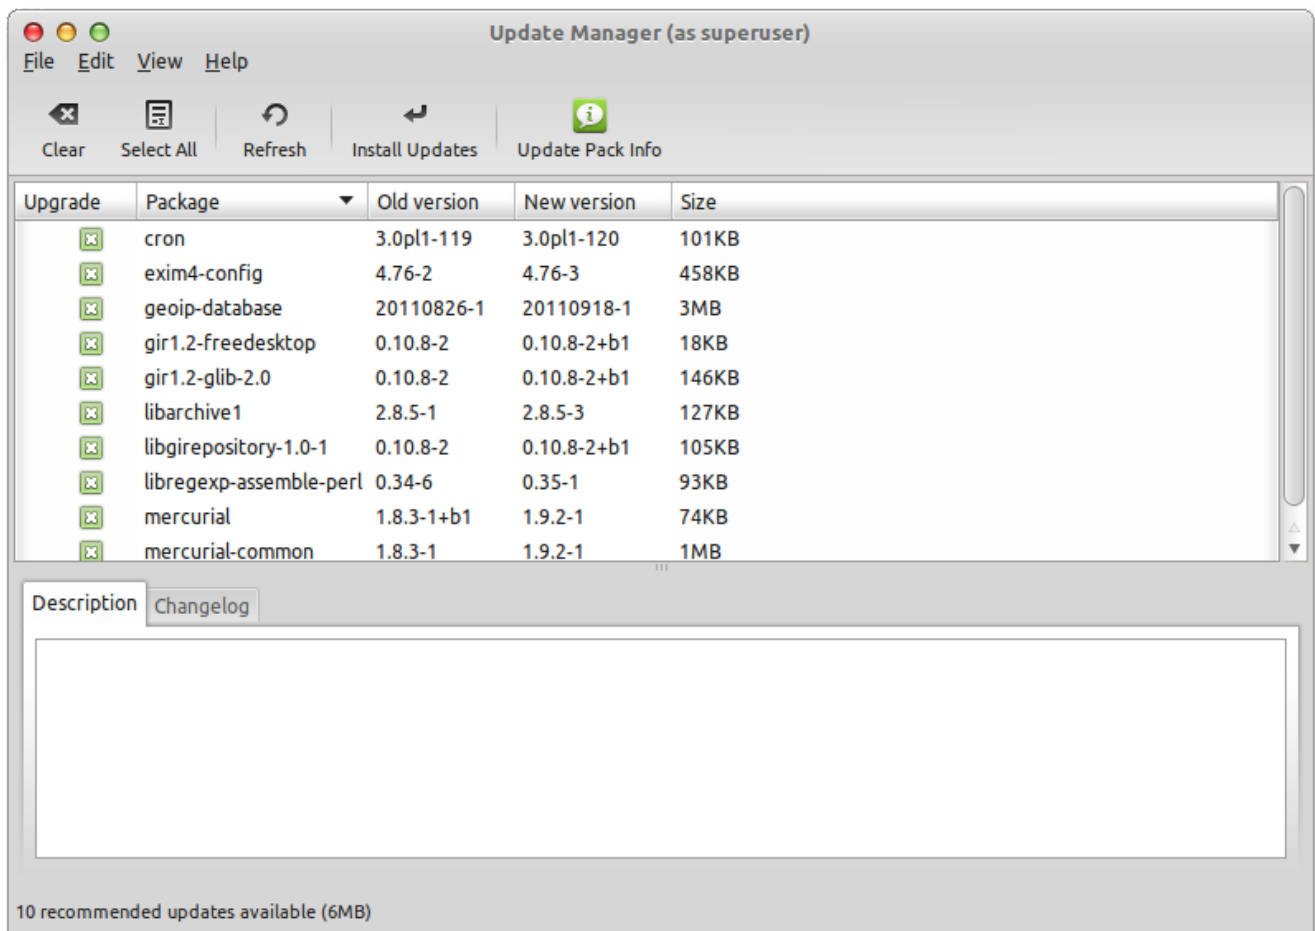 Update Manager (as superuser)
File Edit View Help
Clear Select All Refresh Install Updates Update Pack Info
Upgrade Package Old version New version Size
cron 3.0pl1-119 3.0pl1-120 101KB
exim4-config 4.76-2 4.76-3 458KB
geoip-database 20110826-1 20110918-1 3MB
gir1.2-freedesktop 0.10.8-2 0.10.8-2+b1 18KB
gir1.2-glib-2.0 0.10.8-2 0.10.8-2+b1 146KB
libarchive1 2.8.5-1 2.8.5-3 127KB
libgirepository-1.0-1 0.10.8-2 0.10.8-2+b1 105KB
libregexp-assemble-perl 0.34-6 0.35-1 93KB
mercurial 1.8.3-1+b1 1.9.2-1 74KB
mercurial-common 1.8.3-1 1.9.2-1 1MB
Description Changelog
10 recommended updates available (6MB)